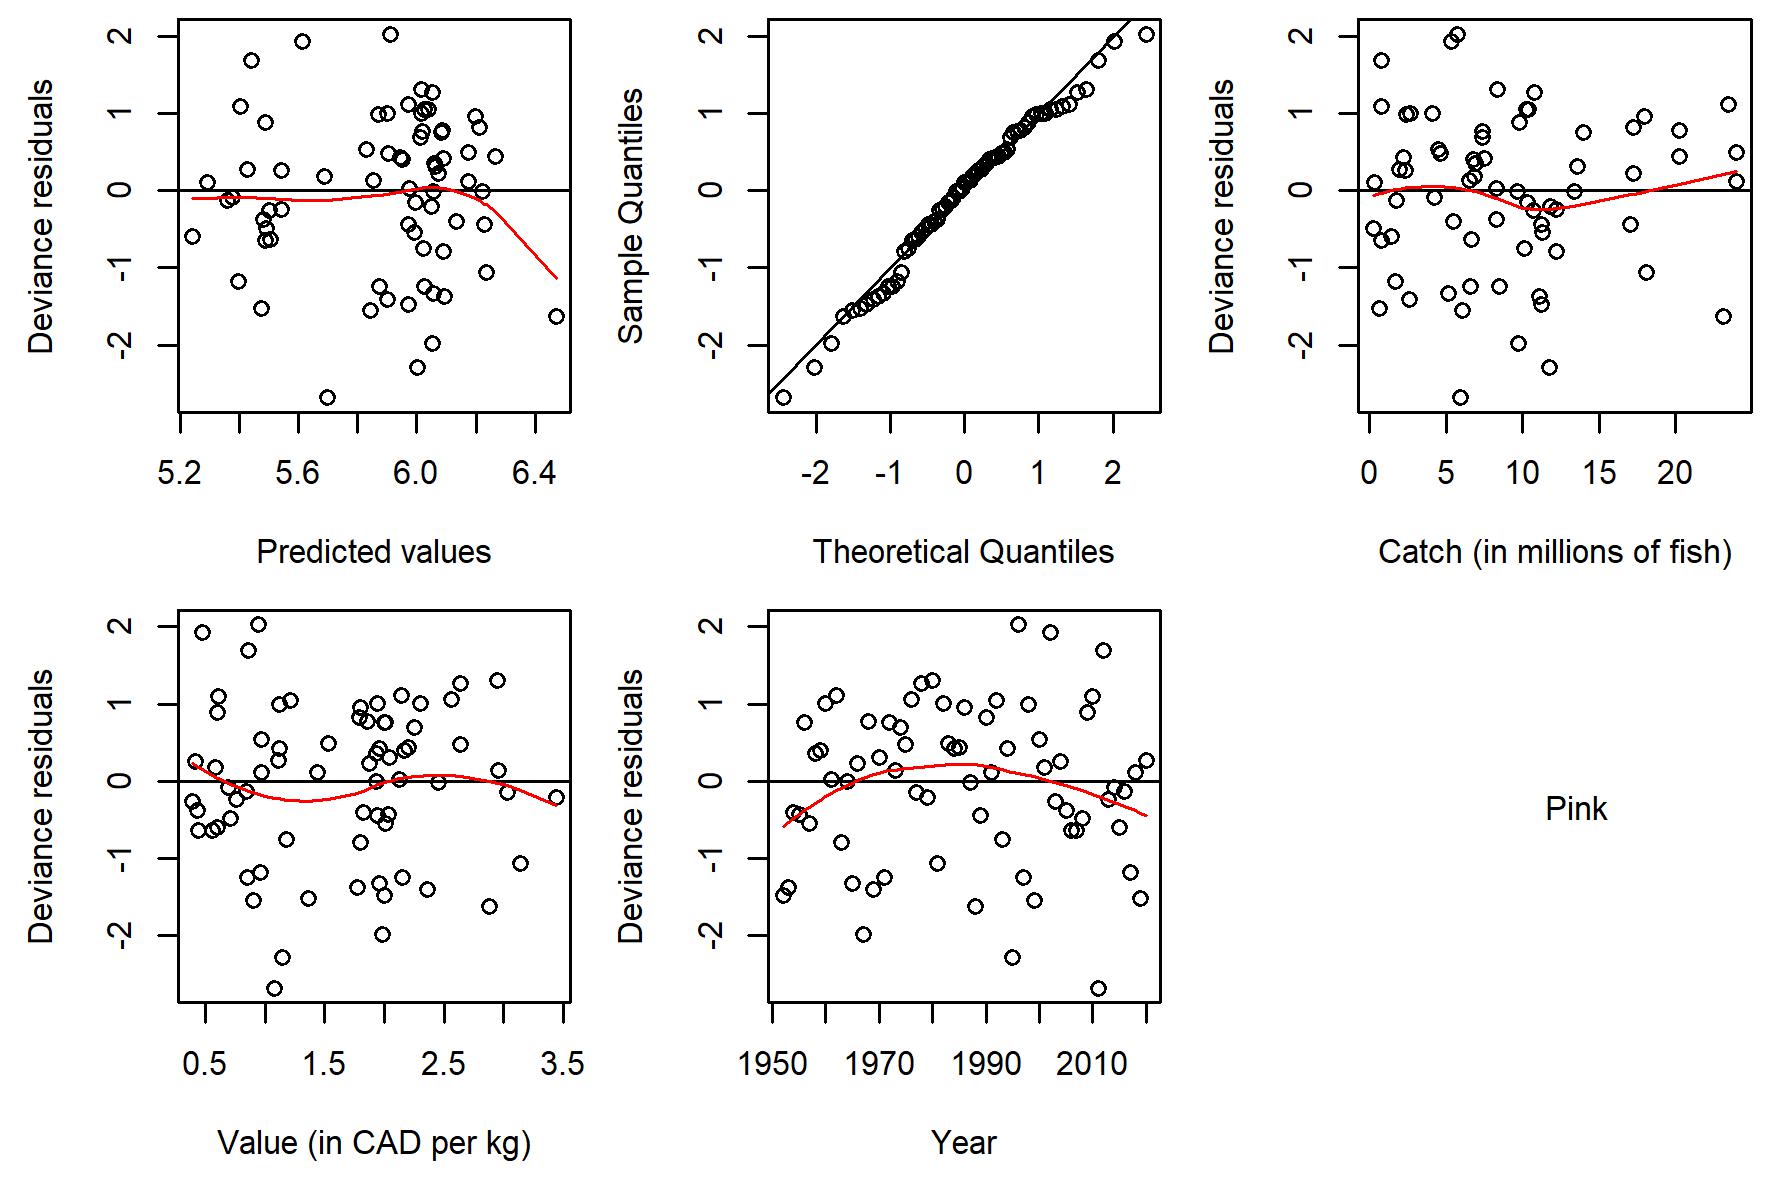 Deviance residuals
2
1
0
-1
-2
5.2 5.6 6.0 6.4
Predicted values
Sample Quantiles
2
1
0
-1
-2
-2 -1 0 1 2
Theoretical Quantiles
Deviance residuals
2
1
0
-1
-2
0 5 10 15 20
Catch (in millions of fish)
Deviance residuals
2
1
0
-1
-2
0.5 1.5 2.5 3.5
Value (in CAD per kg)
Deviance residuals
2
1
0
-1
-2
1950 1970 1990 2010
Year
Pink